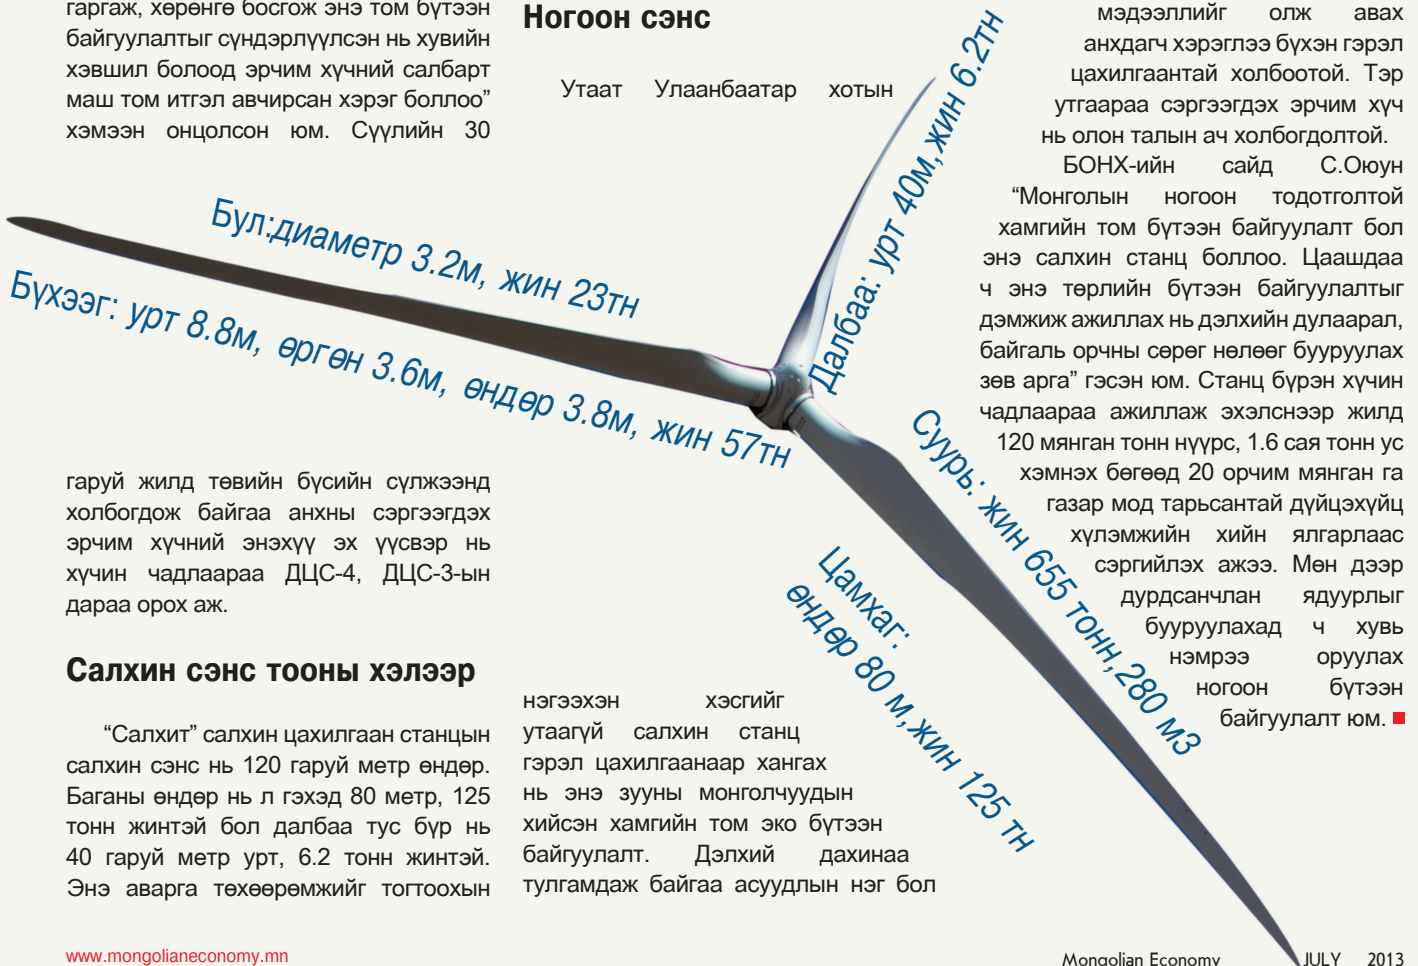 гаргаж, хөрөнгө босгож энэ том бүтээн
байгуулалтыг сүндэрлүүлсэн нь хувийн
хэвшил болоод эрчим хүчний салбарт
маш том итгэл авчирсан хэрэг боллоо”
хэмээн онцолсон юм. Сүүлийн 30
гаруй жилд төвийн бүсийн сүлжээнд
холбогдож байгаа анхны сэргээгдэх
эрчим хүчний энэхүү эх үүсвэр нь
хүчин чадлаараа ДЦС-4, ДЦС-3-ын
дараа орох аж.
Салхин сэнс тооны хэлээр
“Салхит” салхин цахилгаан станцын
салхин сэнс нь 120 гаруй метр өндөр.
Баганы өндөр нь л гэхэд 80 метр, 125
тонн жинтэй бол далбаа тус бүр нь
40 гаруй метр урт, 6.2 тонн жинтэй.
Энэ аварга төхөөрөмжийг тогтоохын
Ногоон сэнс
Утаат Улаанбаатар хотын
нэгээхэн хэсгийг
утаагүй салхин станц
гэрэл цахилгаанаар хангах
нь энэ зууны монголчуудын
хийсэн хамгийн том эко бүтээн
байгуулалт. Дэлхий дахинаа
тулгамдаж байгаа асуудлын нэг бол
мэдээллийг олж авах
анхдагч хэрэглээ бүхэн гэрэл
цахилгаантай холбоотой. Тэр
утгаараа сэргээгдэх эрчим хүч
нь олон талын ач холбогдолтой.
БОНХ-ийн сайд С.Оюун
“Монголын ногоон тодотголтой
хамгийн том бүтээн байгуулалт бол
энэ салхин станц боллоо. Цаашдаа
ч энэ төрлийн бүтээн байгуулалтыг
дэмжиж ажиллах нь дэлхийн дулаарал,
байгаль орчны сөрөг нөлөөг бууруулах
зөв арга” гэсэн юм. Станц бүрэн хүчин
чадлаараа ажиллаж эхэлснээр жилд
120 мянган тонн нүүрс, 1.6 сая тонн ус
хэмнэх бөгөөд 20 орчим мянган га
газар мод тарьсантай дүйцэхүйц
хүлэмжийн хийн ялгарлаас
сэргийлэх ажээ. Мөн дээр
дурдсанчлан ядуурлыг
бууруулахад ч хувь
нэмрээ оруулах
ногоон бүтээн
байгуулалт юм.
Бул:диаметр 3.2м, жин 23тн
Бүхээг: урт 8.8м, өргөн 3.6м, өндөр 3.8м, жин 57тн
Далбаа: урт 40м,жин 6.2тн
Суурь: жин 655 тонн,280 м3
Цамхаг:
өндөр 80 м,жин 125 тн
www.mongolianeconomy.mn
Mongolian Economy JULY 2013